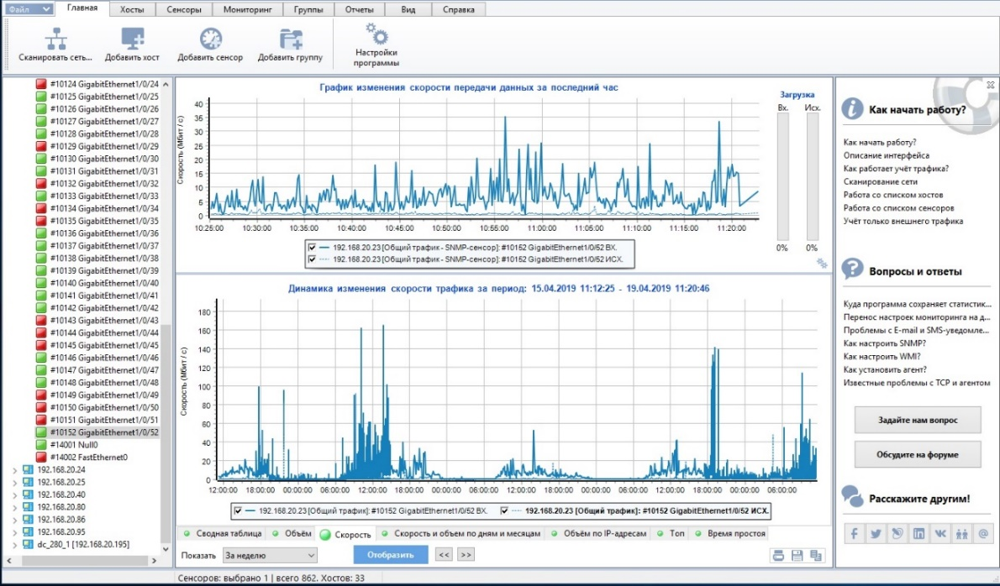 Файл
Главная
Хосты
Сенсоры
Мониторинг
Группы
Отчеты
Вид
Справка
Сканировать сеть...
Добавить хост
Добавить сенсор
Добавить группу
Настройки
программы
#10124 GigabitEthernet1/0/24
#10125 GigabitEthernet1/0/25
#10126 GigabitEthernet1/0/26
#10127 GigabitEthernet1/0/27
#10128 GigabitEthernet1/0/28
#10129 GigabitEthernet1/0/29
#10130 GigabitEthernet1/0/30
#10131 GigabitEthernet1/0/31
#10132 GigabitEthernet1/0/32
#10133 GigabitEthernet1/0/33
#10134 GigabitEthernet1/0/34
#10135 GigabitEthernet1/0/35
#10136 GigabitEthernet1/0/36
#10137 GigabitEthernet1/0/37
#10138 GigabitEthernet1/0/38
#10139 GigabitEthernet1/0/39
#10140 GigabitEthernet1/0/40
#10141 GigabitEthernet1/0/41
#10142 GigabitEthernet1/0/42
#10143 GigabitEthernet1/0/43
#10144 GigabitEthernet1/0/44
#10145 GigabitEthernet1/0/45
#10146 GigabitEthernet1/0/46
#10147 GigabitEthernet1/0/47
#10148 GigabitEthernet1/0/48
#10149 GigabitEthernet1/0/49
#10150 GigabitEthernet1/0/50
#10151 GigabitEthernet1/0/51
#10152 GigabitEthernet1/0/52
#14001 Null0
#14002 FastEthernet0
192.168.20.24
192.168.20.25
192.168.20.40
192.168.20.80
192.168.20.86
192.168.20.95
dc_280_1 [192.168.20.195]
График изменения скорости передачи данных за последний час
Скорость (Мбит / с)
40
35
30
25
20
15
10
5
0
10:25:00 10:30:00 10:35:00 10:40:00 10:45:00 10:50:00 10:55:00 11:00:00 11:05:00 11:10:00 11:15:00 11:20:00
192.168.20.23 [Общий трафик - SNMP-сенсор]: #10152 GigabitEthernet1/0/52 ВХ.
192.168.20.23 [Общий трафик - SNMP-сенсор]: #10152 GigabitEthernet1/0/52 ИСХ.
Загрузка
Вх. Исх.
0% 0%
Динамика изменения скорости трафика за период: 15.04.2019 11:12:25 - 19.04.2019 11:20:46
Скорость (Мбит / с)
180
160
140
120
100
80
60
40
20
0
12:00:00 18:00:00 00:00:00 06:00:00 12:00:00 18:00:00 00:00:00 06:00:00 12:00:00 18:00:00 00:00:00 06:00:00 12:00:00 18:00:00 00:00:00 06:00:00
192.168.20.23 [Общий трафик]: #10152 GigabitEthernet1/0/52 ВХ.
192.168.20.23 [Общий трафик]: #10152 GigabitEthernet1/0/52 ИСХ.
Сводная таблица
Объём
Скорость
Скорость и объем по дням и месяцам
Объём по IP-адресам
Топ
Время простоя
Показать
За неделю
Отобразить
<<
>>
Сенсоров: выбрано 1 | всего 862. Хостов: 33
Как начать работу?
Как начать работу?
Описание интерфейса
Как работает учёт трафика?
Сканирование сети
Работа со списком хостов
Работа со списком сенсоров
Учёт только внешнего трафика
Вопросы и ответы
Куда программа сохраняет статистик...
Перенос настроек мониторинга на д...
Проблемы с E-mail и SMS-уведомле...
Как настроить SNMP?
Как настроить WMI?
Как установить агент?
Известные проблемы с TCP и агентом
Задайте нам вопрос
Обсудите на форуме
Расскажите другим!